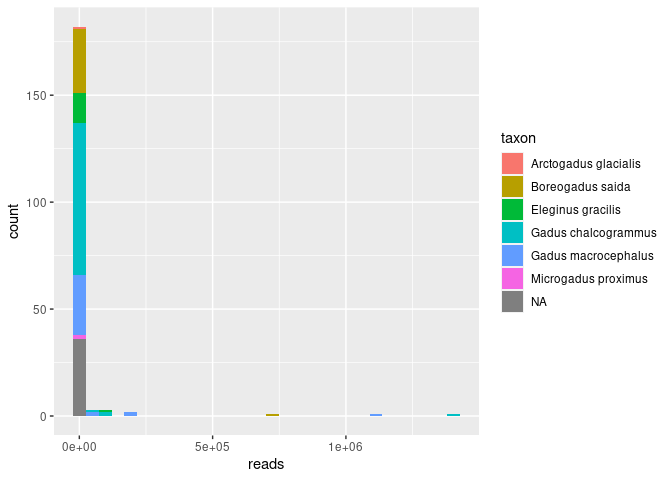 150
100
50
0
count
0e+00 5e+05 1e+06
reads
taxon
Arctogadus glacialis
Boreogadus saida
Eleginus gracilis
Gadus chalcogrammus
Gadus macrocephalus
Microgadus proximus
NA